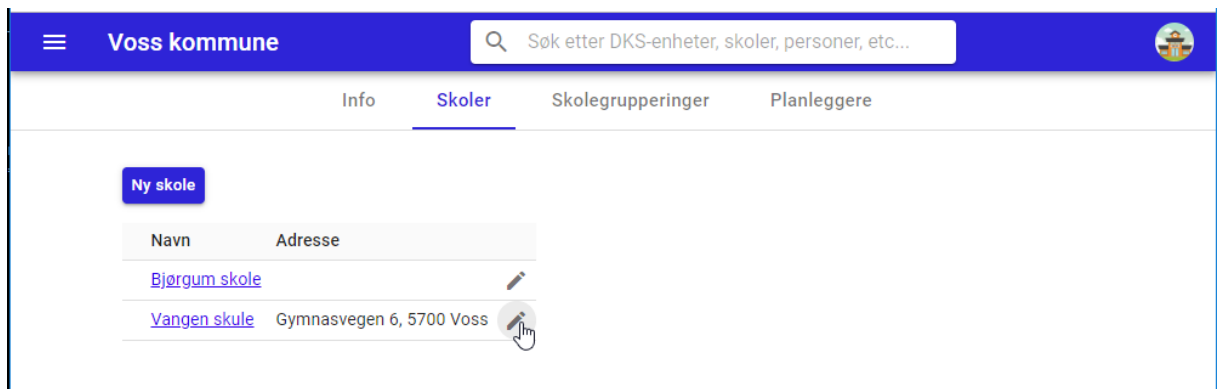 Voss kommune
Søk etter DKS-enheter, skoler, personer, etc...
Info Skoler Skolegrupperinger Planleggere
Ny skole
Navn Adresse
Bjørgum skole
Vangen skule Gymnasvegen 6, 5700 Voss